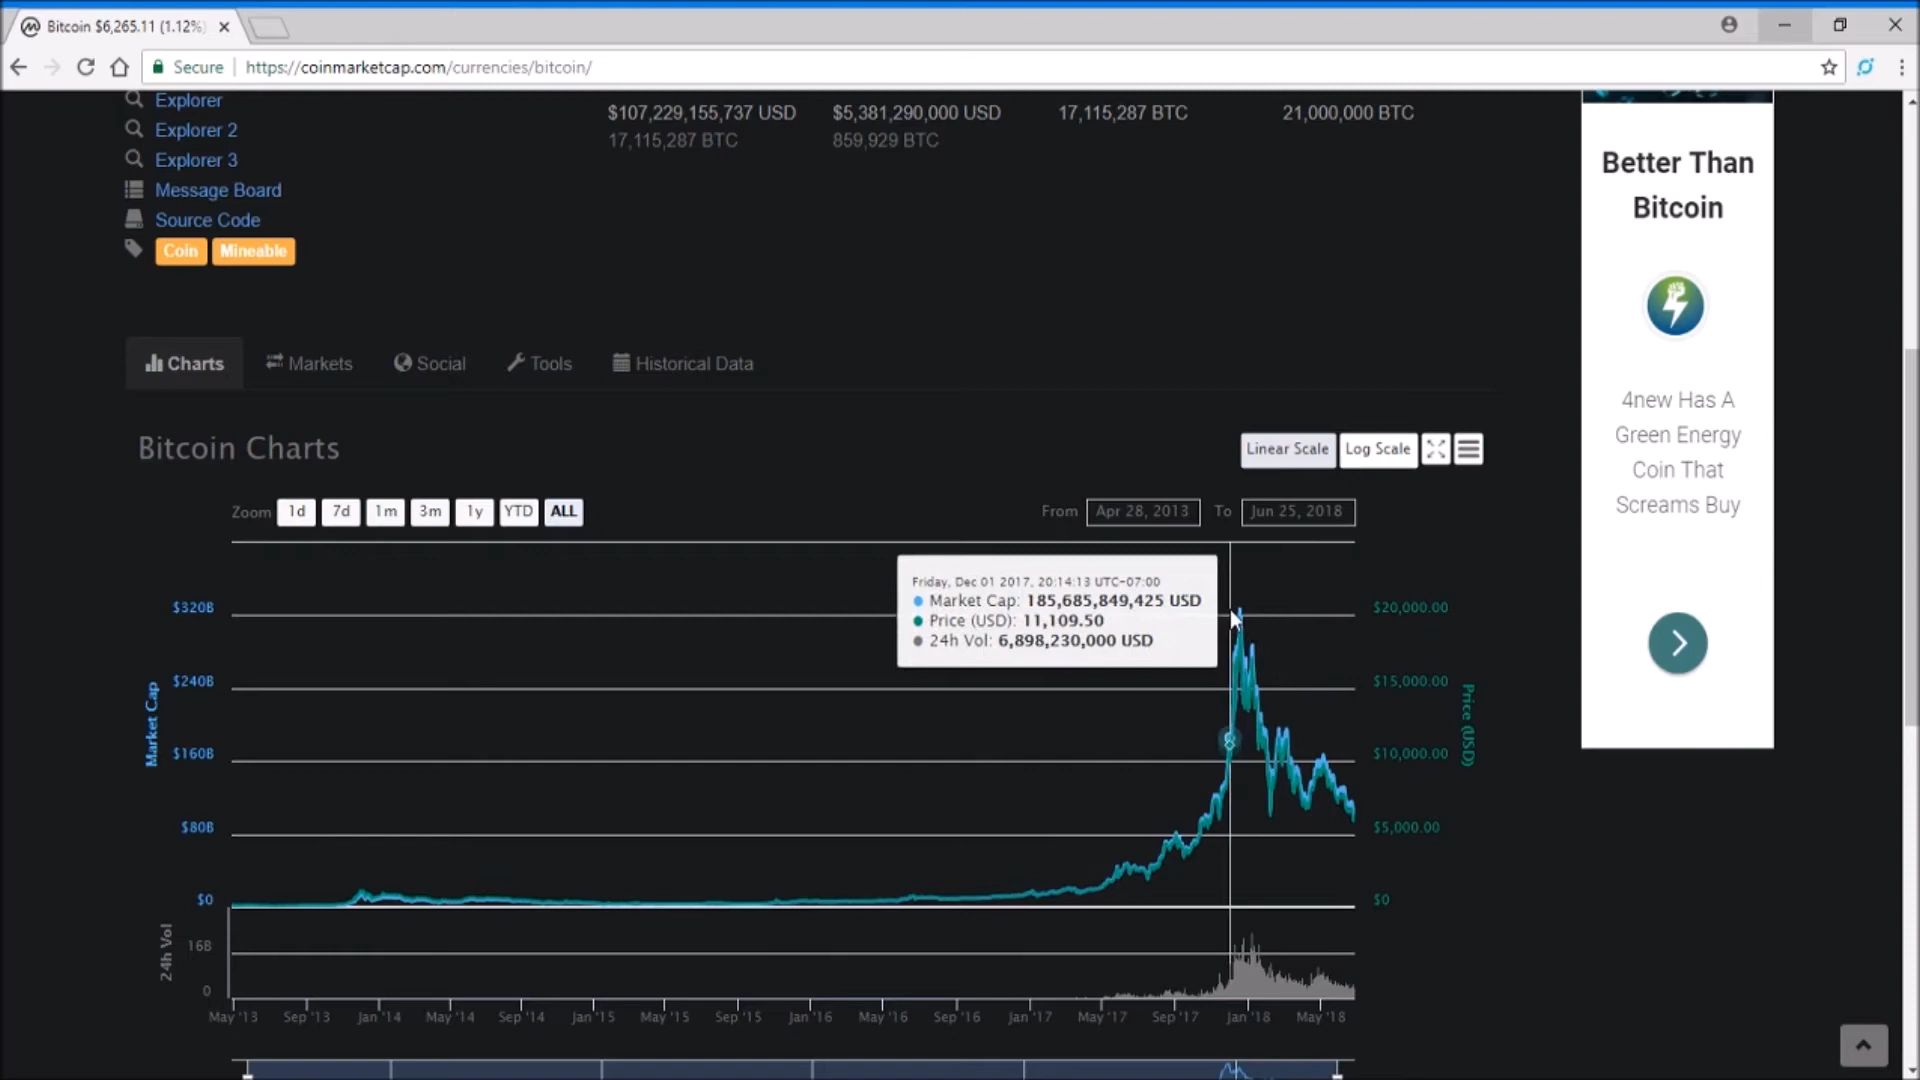 Bitcoin $6,265.11 (1.12%)
Secure
https://coinmarketcap.com/currencies/bitcoin/
Explorer
$107,229,155,737 USD
$5,381,290,000 USD
17,115,287 BTC
21,000,000 BTC
17,115,287 BTC
859,929 BTC
Explorer 2
Explorer 3
Message Board
Source Code
Coin
Mineable
Better Than
Bitcoin
4new Has A
Green Energy
Coin That
Screams Buy
Charts
Markets
Social
Tools
Historical Data
Bitcoin Charts
Linear Scale
Log Scale
Zoom
1d
7d
1m
3m
1y
YTD
ALL
From
Apr 28, 2013
To
Jun 25, 2018
Friday, Dec 01 2017, 20:14:13 UTC-07:00
Market Cap: 185,685,849,425 USD
Price (USD): 11,109.50
24h Vol: 6,898,230,000 USD
Market Cap
$320B
$240B
$160B
$80B
$0
Price (USD)
$20,000.00
$15,000.00
$10,000.00
$5,000.00
$0
24h Vol
16B
0
May '13
Sep '13
Jan '14
May '14
Sep '14
Jan '15
May '15
Sep '15
Jan '16
May '16
Sep '16
Jan '17
May '17
Sep '17
Jan '18
May '18